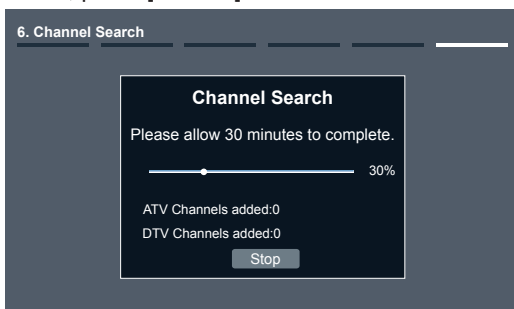 6. Channel Search
Channel Search
Please allow 30 minutes to complete.
30%
ATV Channels added:0
DTV Channels added:0
Stop